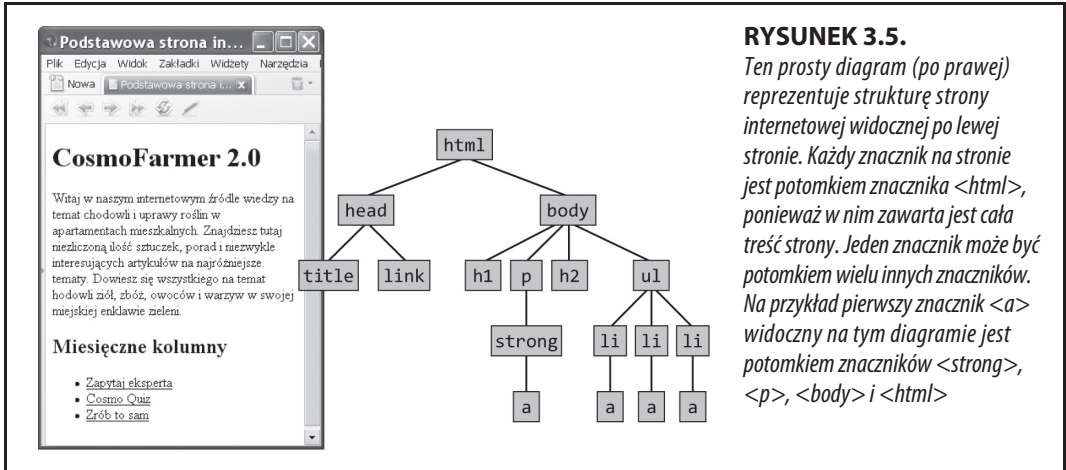 Podstawowa strona in...
Plik Edycja Widok Zakładki Widżety Narzędzia
Nowa Podstawowa strona i... x
CosmoFarmer 2.0
Witaj w naszym internetowym źródle wiedzy na
temat chodowli i uprawy roślin w
apartamentach mieszkalnych. Znajdziesz tutaj
niezliczoną ilość sztuczek, porad i niezwykle
interesujących artykułów na najróżniejsze
tematy. Dowiesz się wszystkiego na temat
hodowli ziół, zbóż, owoców i warzyw w swojej
miejskiej enklawie zieleni.
Miesięczne kolumny
• Zapytaj eksperta
• Cosmo Quiz
• Zrób to sam
html
head body
title link h1 p h2 ul
strong li li li
a a a a
RYSUNEK 3.5.
Ten prosty diagram (po prawej)
reprezentuje strukturę strony
internetowej widocznej po lewej
stronie. Każdy znacznik na stronie
jest potomkiem znacznika <html>,
ponieważ w nim zawarta jest cała
treść strony. Jeden znacznik może być
potomkiem wielu innych znaczników.
Na przykład pierwszy znacznik <a>
widoczny na tym diagramie jest
potomkiem znaczników <strong>,
<p>, <body> i <html>